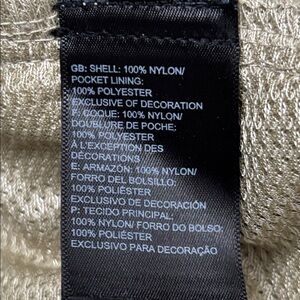 GB: SHELL: 100% NYLON/
POCKET LINING:
100% POLYESTER
EXCLUSIVE OF DECORATION
F: COQUE: 100% NYLON/
DOUBLURE DE POCHE:
100% POLYESTER
À L'EXCEPTION DES
DÉCORATIONS
E: ARMAZÓN: 100% NYLON/
FORRO DEL BOLSILLO:
100% POLIÉSTER
EXCLUSIVO DE DECORACIÓN
P: TECIDO PRINCIPAL:
100% NYLON/ FORRO DO BOLSO:
100% POLIÉSTER
EXCLUSIVO PARA DECORAÇÃO